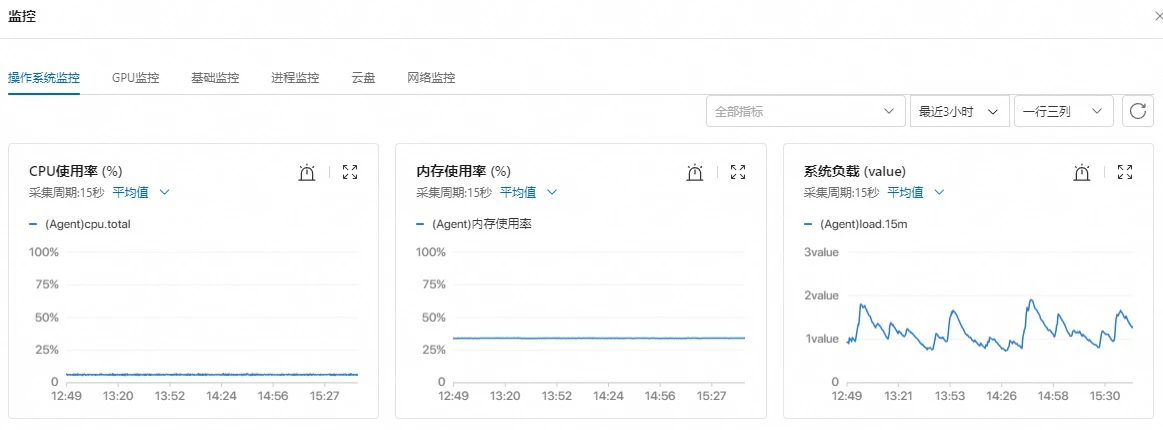 监控
操作系统监控 GPU监控 基础监控 进程监控 云盘 网络监控
全部指标 最近3小时 一行三列
CPU使用率 (%)
采集周期:15秒 平均值
(Agent)cpu.total
100%
75%
50%
25%
0
12:49 13:20 13:52 14:24 14:56 15:27
内存使用率 (%)
采集周期:15秒 平均值
(Agent)内存使用率
100%
75%
50%
25%
0
12:49 13:20 13:52 14:24 14:56 15:27
系统负载 (value)
采集周期:15秒 平均值
(Agent)load.15m
3value
2value
1value
0
12:49 13:21 13:53 14:26 14:58 15:30